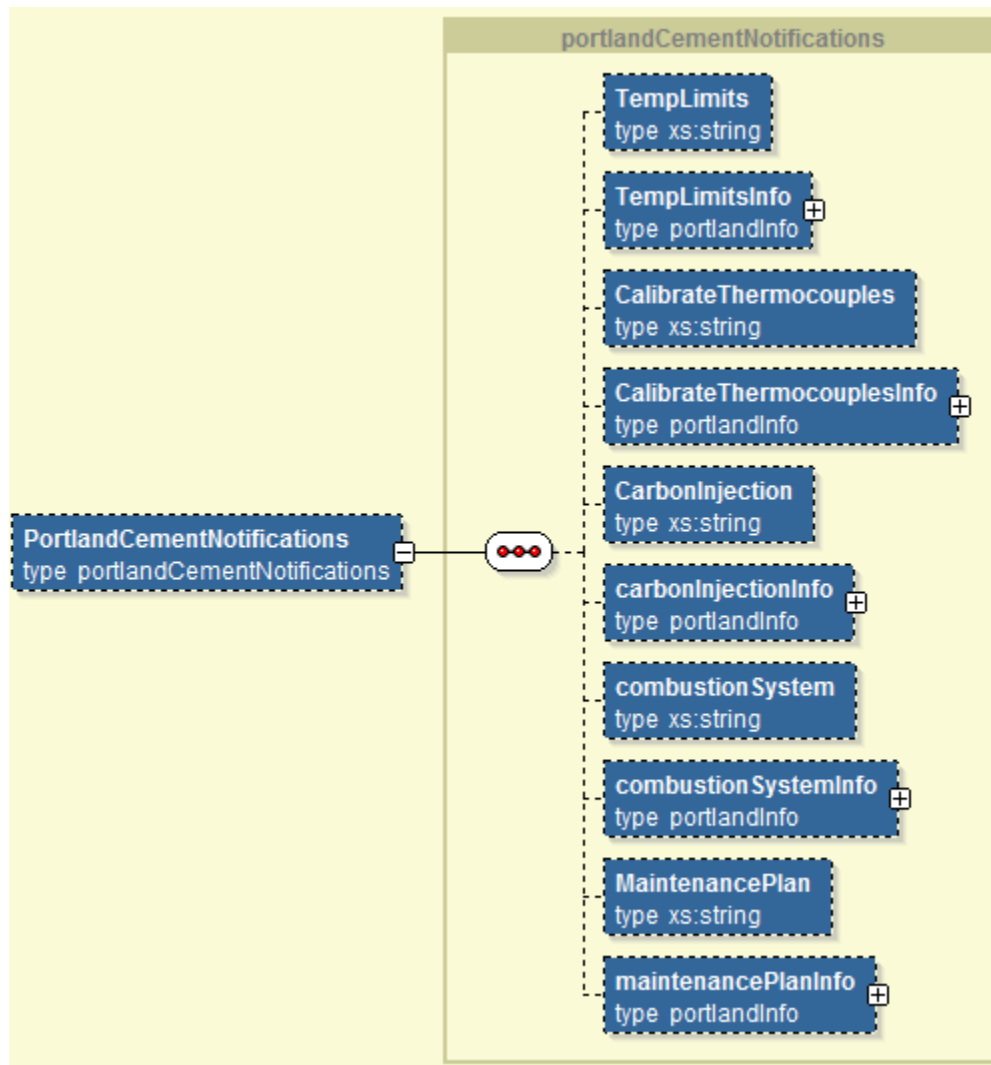 portlandCementNotifications
TempLimits
type xs:string
TempLimitsInfo
type portlandInfo
CalibrateThermocouples
type xs:string
CalibrateThermocouplesInfo
type portlandInfo
CarbonInjection
type xs:string
PortlandCementNotifications
type portlandCementNotifications
carbonInjectionInfo
type portlandInfo
combustionSystem
type xs:string
combustionSystemInfo
type portlandInfo
MaintenancePlan
type xs:string
maintenancePlanInfo
type portlandInfo